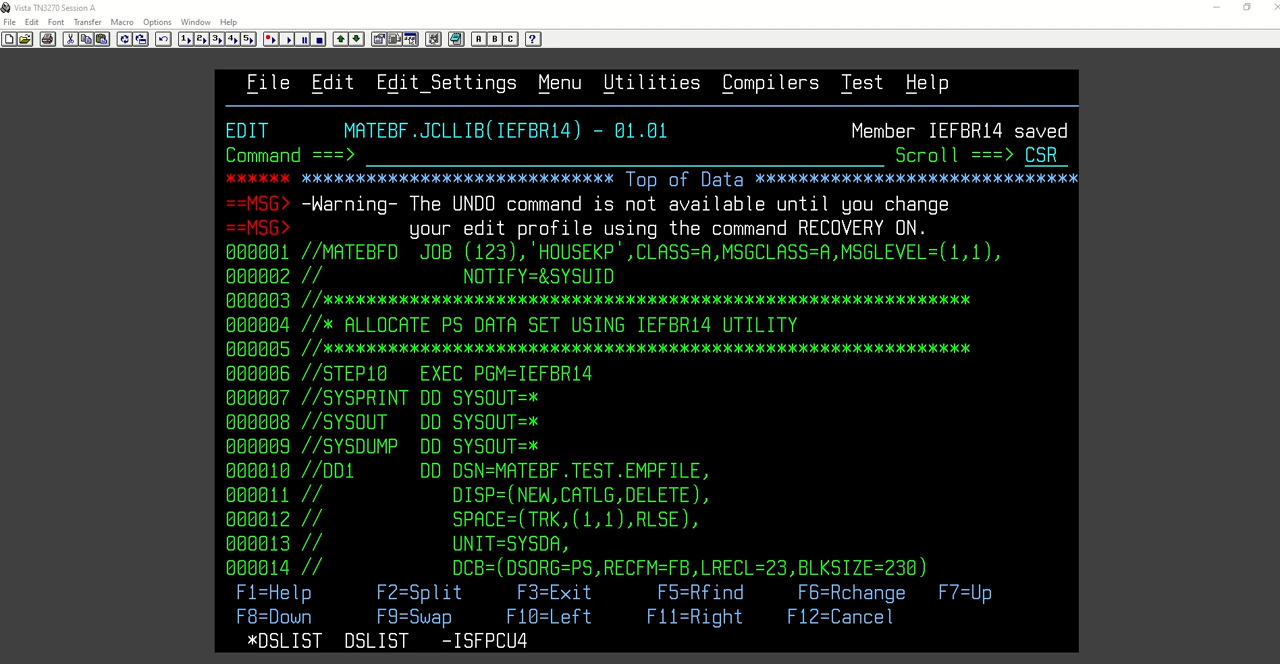 Vista TN3270 Session A
File Edit Font Transfer Macro Options Window Help
1 2 3 4 5 A B C ?
File Edit Edit_Settings Menu Utilities Compilers Test Help
EDIT MATEBF.JCLLIB(IEFBR14) - 01.01 Member IEFBR14 saved
Command ===> Scroll ===> CSR
****** ***************************** Top of Data ******************************
==MSG> -Warning- The UNDO command is not available until you change
==MSG> your edit profile using the command RECOVERY ON.
000001 //MATEBFD JOB (123),'HOUSEKP',CLASS=A,MSGCLASS=A,MSGLEVEL=(1,1),
000002 // NOTIFY=&SYSUID
000003 //************************************************************
000004 //* ALLOCATE PS DATA SET USING IEFBR14 UTILITY
000005 //************************************************************
000006 //STEP10 EXEC PGM=IEFBR14
000007 //SYSPRINT DD SYSOUT=*
000008 //SYSOUT DD SYSOUT=*
000009 //SYSDUMP DD SYSOUT=*
000010 //DD1 DD DSN=MATEBF.TEST.EMPFILE,
000011 // DISP=(NEW,CATLG,DELETE),
000012 // SPACE=(TRK,(1,1),RLSE),
000013 // UNIT=SYSDA,
000014 // DCB=(DSORG=PS,RECFM=FB,LRECL=23,BLKSIZE=230)
F1=Help F2=Split F3=Exit F5=Rfind F6=Rchange F7=Up
F8=Down F9=Swap F10=Left F11=Right F12=Cancel
*DSLIST DSLIST -ISFPCU4